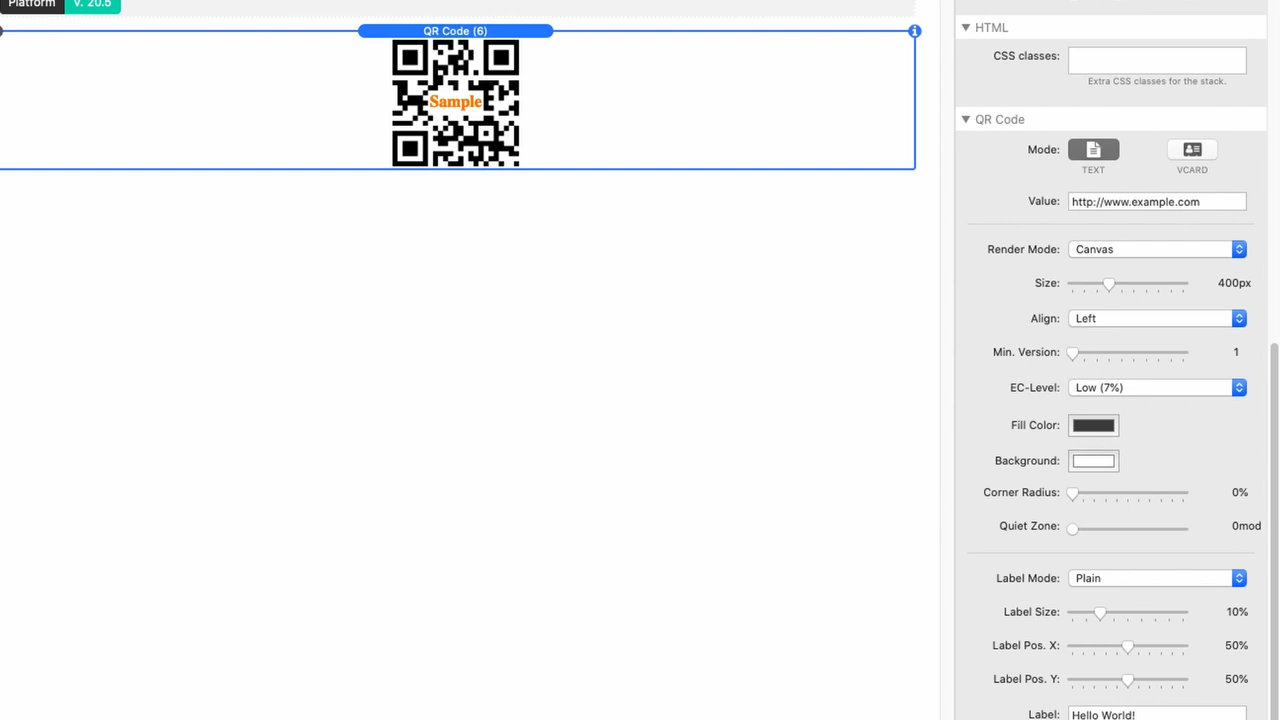 Platform V. 20.5
QR Code (6)
Sample
HTML
CSS classes:
Extra CSS classes for the stack.
QR Code
Mode:
TEXT VCARD
Value: http://www.example.com
Render Mode: Canvas
Size: 400px
Align: Left
Min. Version: 1
EC-Level: Low (7%)
Fill Color:
Background:
Corner Radius: 0%
Quiet Zone: 0mod
Label Mode: Plain
Label Size: 10%
Label Pos. X: 50%
Label Pos. Y: 50%
Label: Hello World!